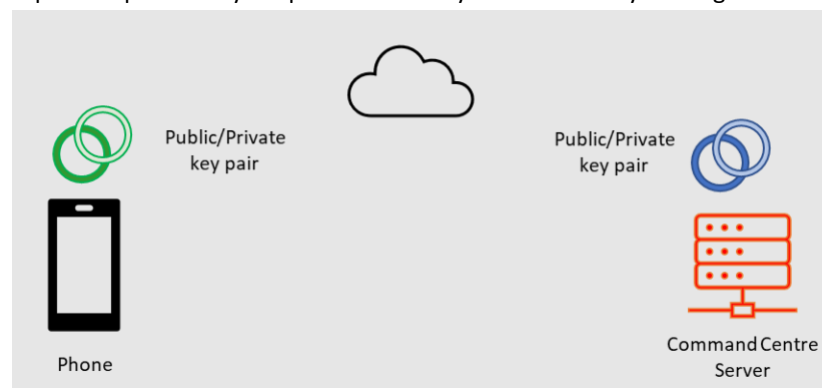 Public/Private
key pair
Public/Private
key pair
Phone
Command Centre
Server